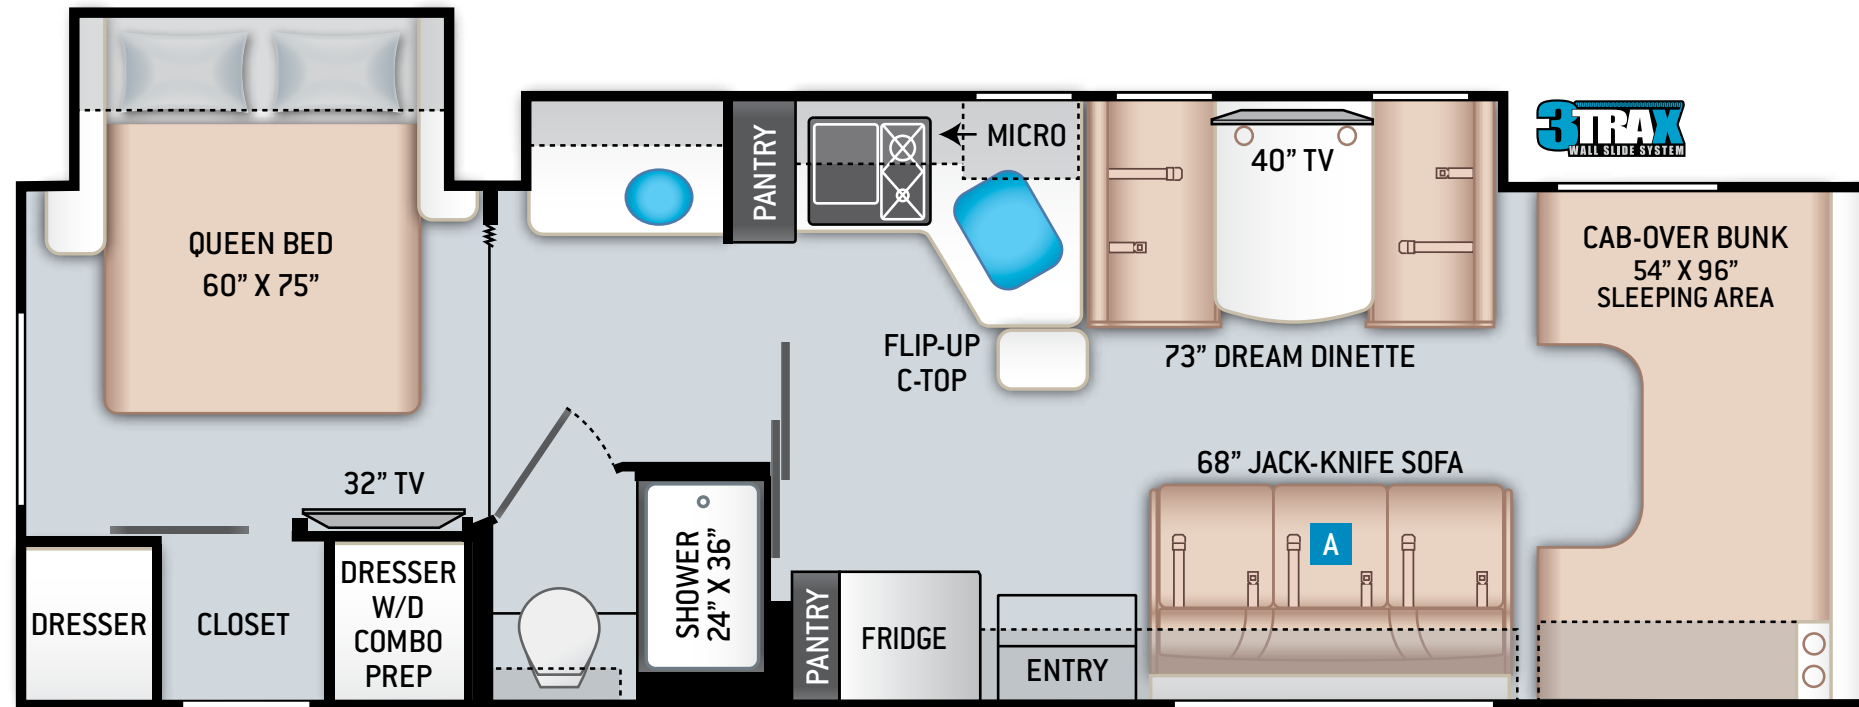 QUEEN BED
60” X 75”
32” TV
DRESSER
CLOSET
DRESSER
W/D
COMBO
PREP
SHOWER
24” X 36”
PANTRY
MICRO
FLIP-UP
C-TOP
PANTRY
FRIDGE
ENTRY
40” TV
73” DREAM DINETTE
68” JACK-KNIFE SOFA
A
3TRAX
WALL SLIDE SYSTEM
CAB-OVER BUNK
54” X 96”
SLEEPING AREA